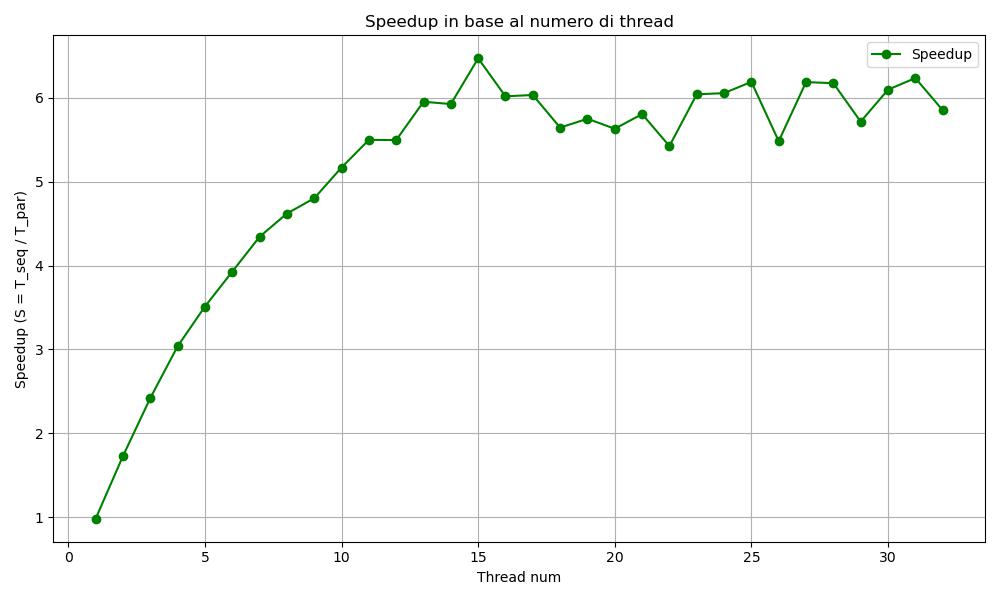 Speedup in base al numero di thread
Speedup
Speedup (S = T_seq / T_par)
6
5
4
3
2
1
0 5 10 15 20 25 30
Thread num